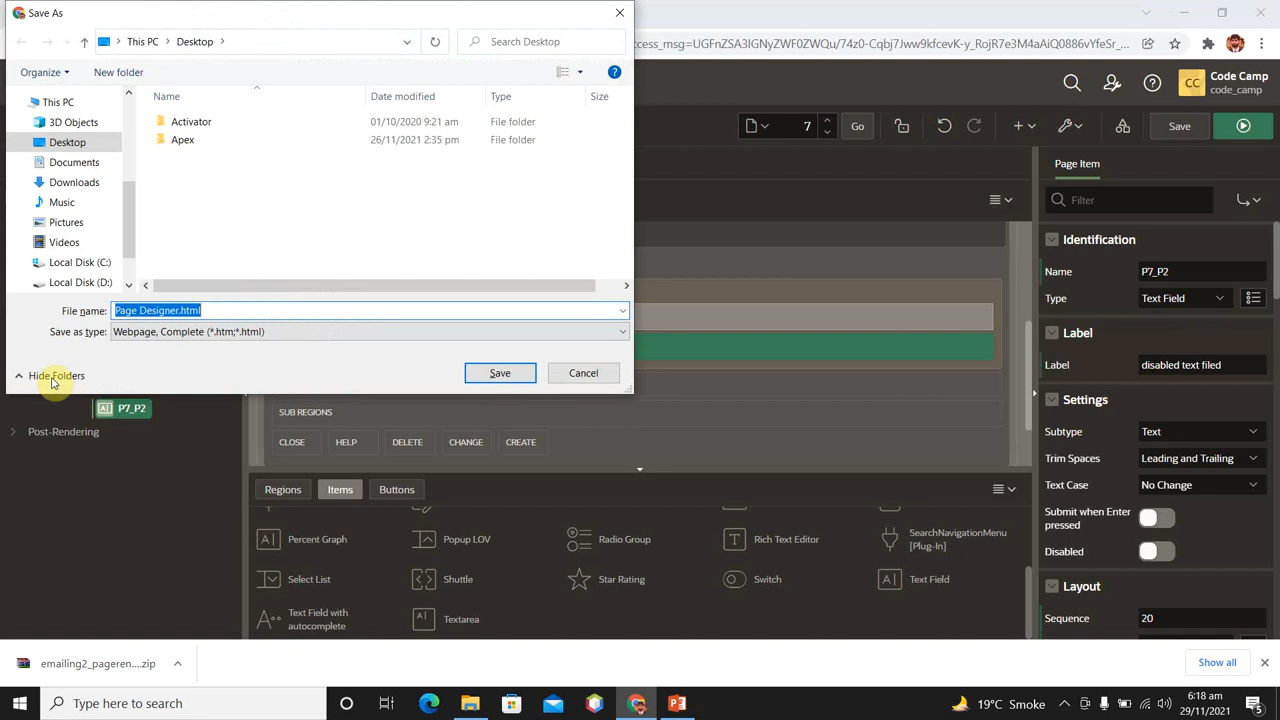 Save As
This PC
Desktop
Search Desktop
Organize
New folder
This PC
3D Objects
Desktop
Documents
Downloads
Music
Pictures
Videos
Local Disk (C:)
Local Disk (D:)
Name
Date modified
Type
Size
Activator
01/10/2020 9:21 am
File folder
Apex
26/11/2021 2:35 pm
File folder
File name:
Page Designer.html
Save as type:
Webpage, Complete (*.htm;*.html)
Hide Folders
Save
Cancel
Code Camp
code_camp
CC
7
Go
Save
P7_P2
Post-Rendering
SUB REGIONS
CLOSE
HELP
DELETE
CHANGE
CREATE
Regions
Items
Buttons
Percent Graph
Popup LOV
Radio Group
Rich Text Editor
SearchNavigationMenu
[Plug-In]
Select List
Shuttle
Star Rating
Switch
Text Field
Text Field with
autocomplete
Textarea
Page Item
Filter
Identification
Name
P7_P2
Type
Text Field
Label
Label
disabled text filed
Settings
Subtype
Text
Trim Spaces
Leading and Trailing
Text Case
No Change
Submit when Enter
pressed
Disabled
Layout
Sequence
20
emailing2_pageren....zip
Show all
Type here to search
19°C Smoke
6:18 am
29/11/2021
5